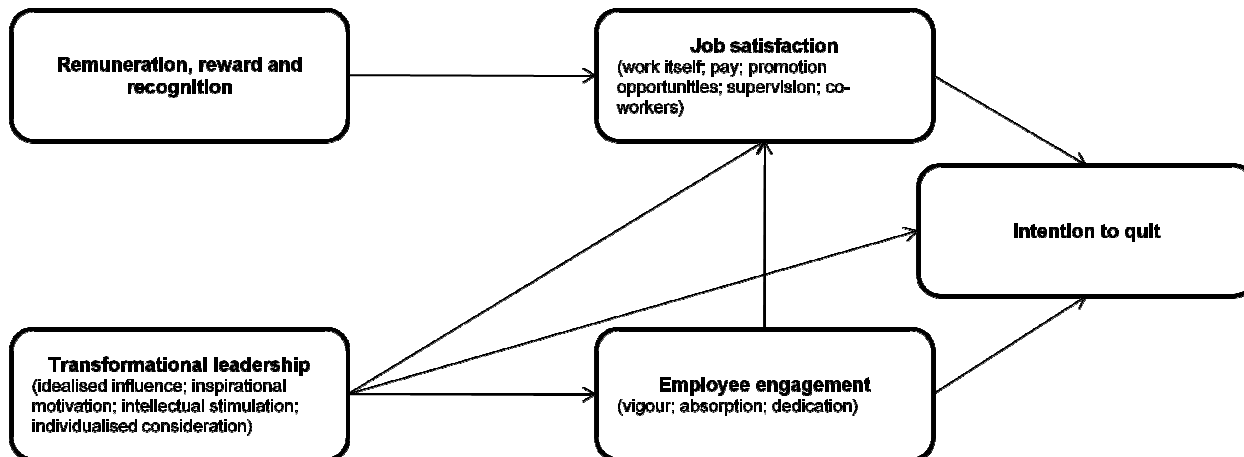 Remuneration, reward and
recognition
Job satisfaction
(work itself; pay; promotion
opportunities; supervision; co-
workers)
Intention to quit
Transformational leadership
(idealised influence; inspirational
motivation; intellectual stimulation;
individualised consideration)
Employee engagement
(vigour; absorption; dedication)